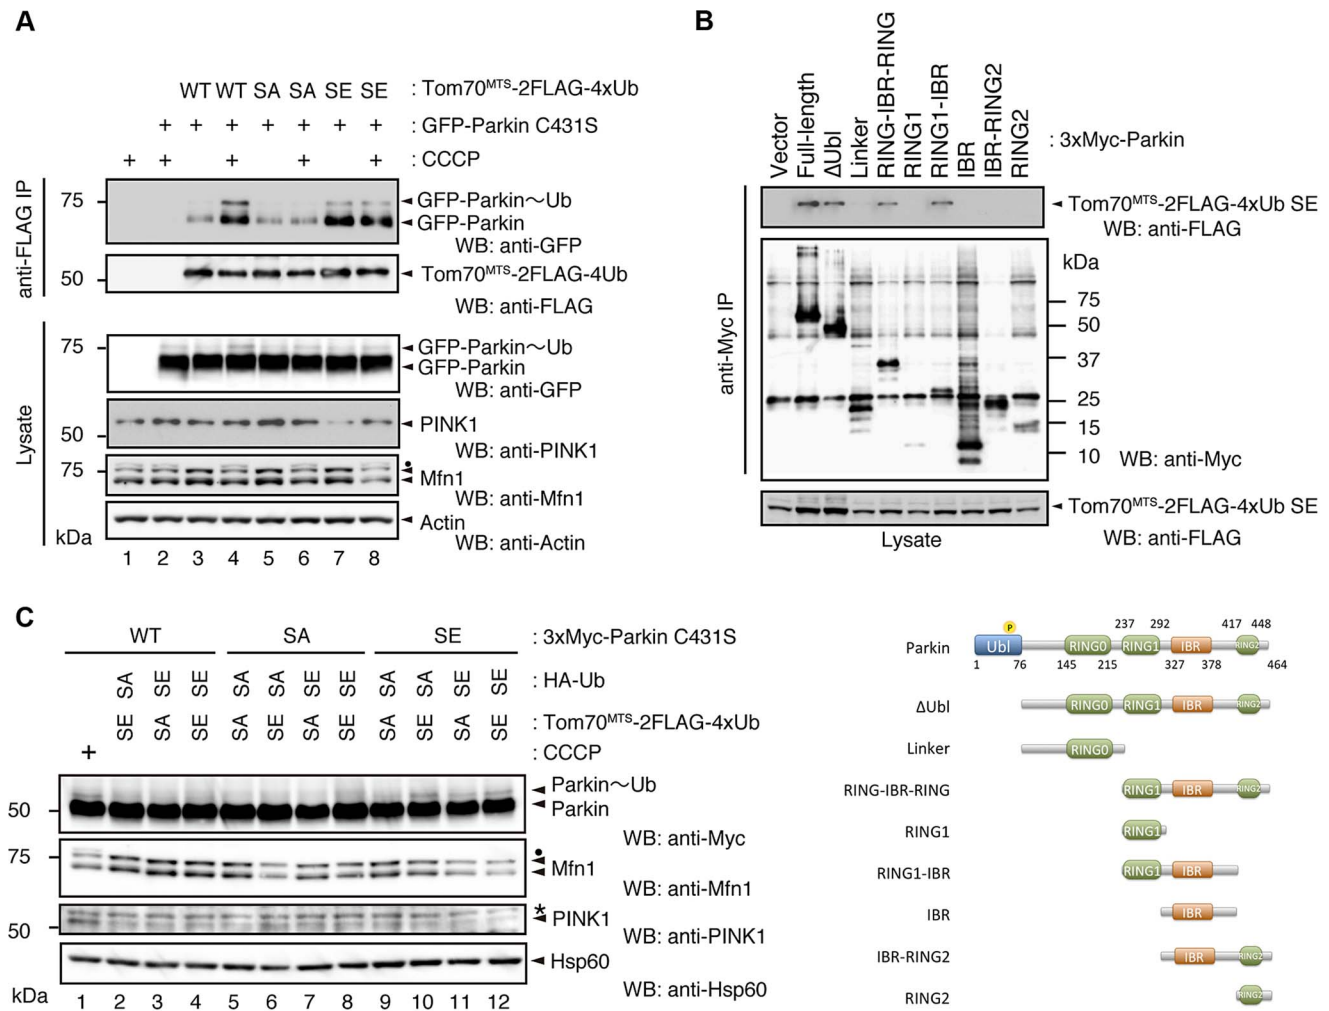 A
WT WT SA SA SE SE : Tom70MTS-2FLAG-4xUb
+ + + + + + + : GFP-Parkin C431S
+ + + + + : CCCP
anti-FLAG IP
75
GFP-Parkin～Ub
GFP-Parkin
WB: anti-GFP
50
Tom70MTS-2FLAG-4Ub
WB: anti-FLAG
Lysate
75
GFP-Parkin～Ub
GFP-Parkin
WB: anti-GFP
PINK1
50
WB: anti-PINK1
75
Mfn1
WB: anti-Mfn1
Actin
kDa
WB: anti-Actin
1 2 3 4 5 6 7 8
B
Vector
Full-length
ΔUbl
Linker
RING-IBR-RING
RING1
RING1-IBR
IBR
IBR-RING2
RING2
: 3xMyc-Parkin
anti-Myc IP
Tom70MTS-2FLAG-4xUb SE
WB: anti-FLAG
kDa
75
50
37
25
15
10
WB: anti-Myc
Tom70MTS-2FLAG-4xUb SE
Lysate
WB: anti-FLAG
C
WT SA SE : 3xMyc-Parkin C431S
SA SE SE SA SA SE SE SA SA SE SE : HA-Ub
SE SA SE SA SE SA SE SA SE SA SE : Tom70MTS-2FLAG-4xUb
+ : CCCP
Parkin～Ub
50
Parkin
WB: anti-Myc
75
Mfn1
WB: anti-Mfn1
*
PINK1
50
WB: anti-PINK1
Hsp60
WB: anti-Hsp60
kDa
1 2 3 4 5 6 7 8 9 10 11 12
P
237 292 417 448
Parkin Ubl RING0 RING1 IBR RING2
1 76 145 215 327 378 464
ΔUbl RING0 RING1 IBR RING2
Linker RING0
RING-IBR-RING RING1 IBR RING2
RING1 RING1
RING1-IBR RING1 IBR
IBR IBR
IBR-RING2 IBR RING2
RING2 RING2